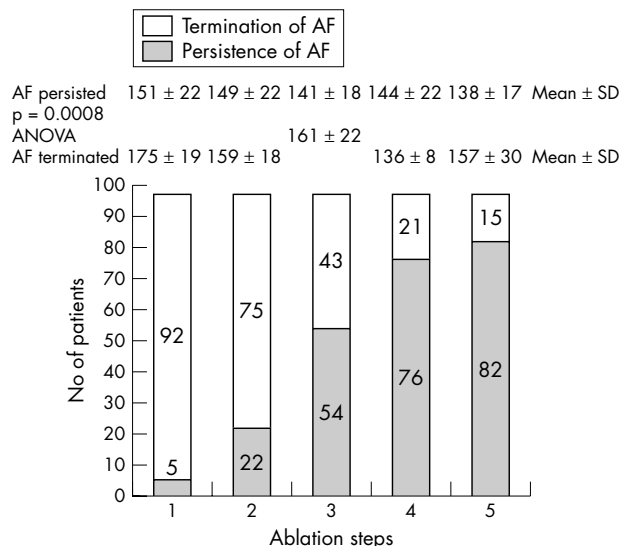 Termination of AF
Persistence of AF
AF persisted 151 ± 22 149 ± 22 141 ± 18 144 ± 22 138 ± 17 Mean ± SD
p = 0.0008
ANOVA 161 ± 22
AF terminated 175 ± 19 159 ± 18 136 ± 8 157 ± 30 Mean ± SD
100
90
80
70
60
50
40
30
20
10
0
No of patients
92
5
75
22
43
54
21
76
15
82
1 2 3 4 5
Ablation steps